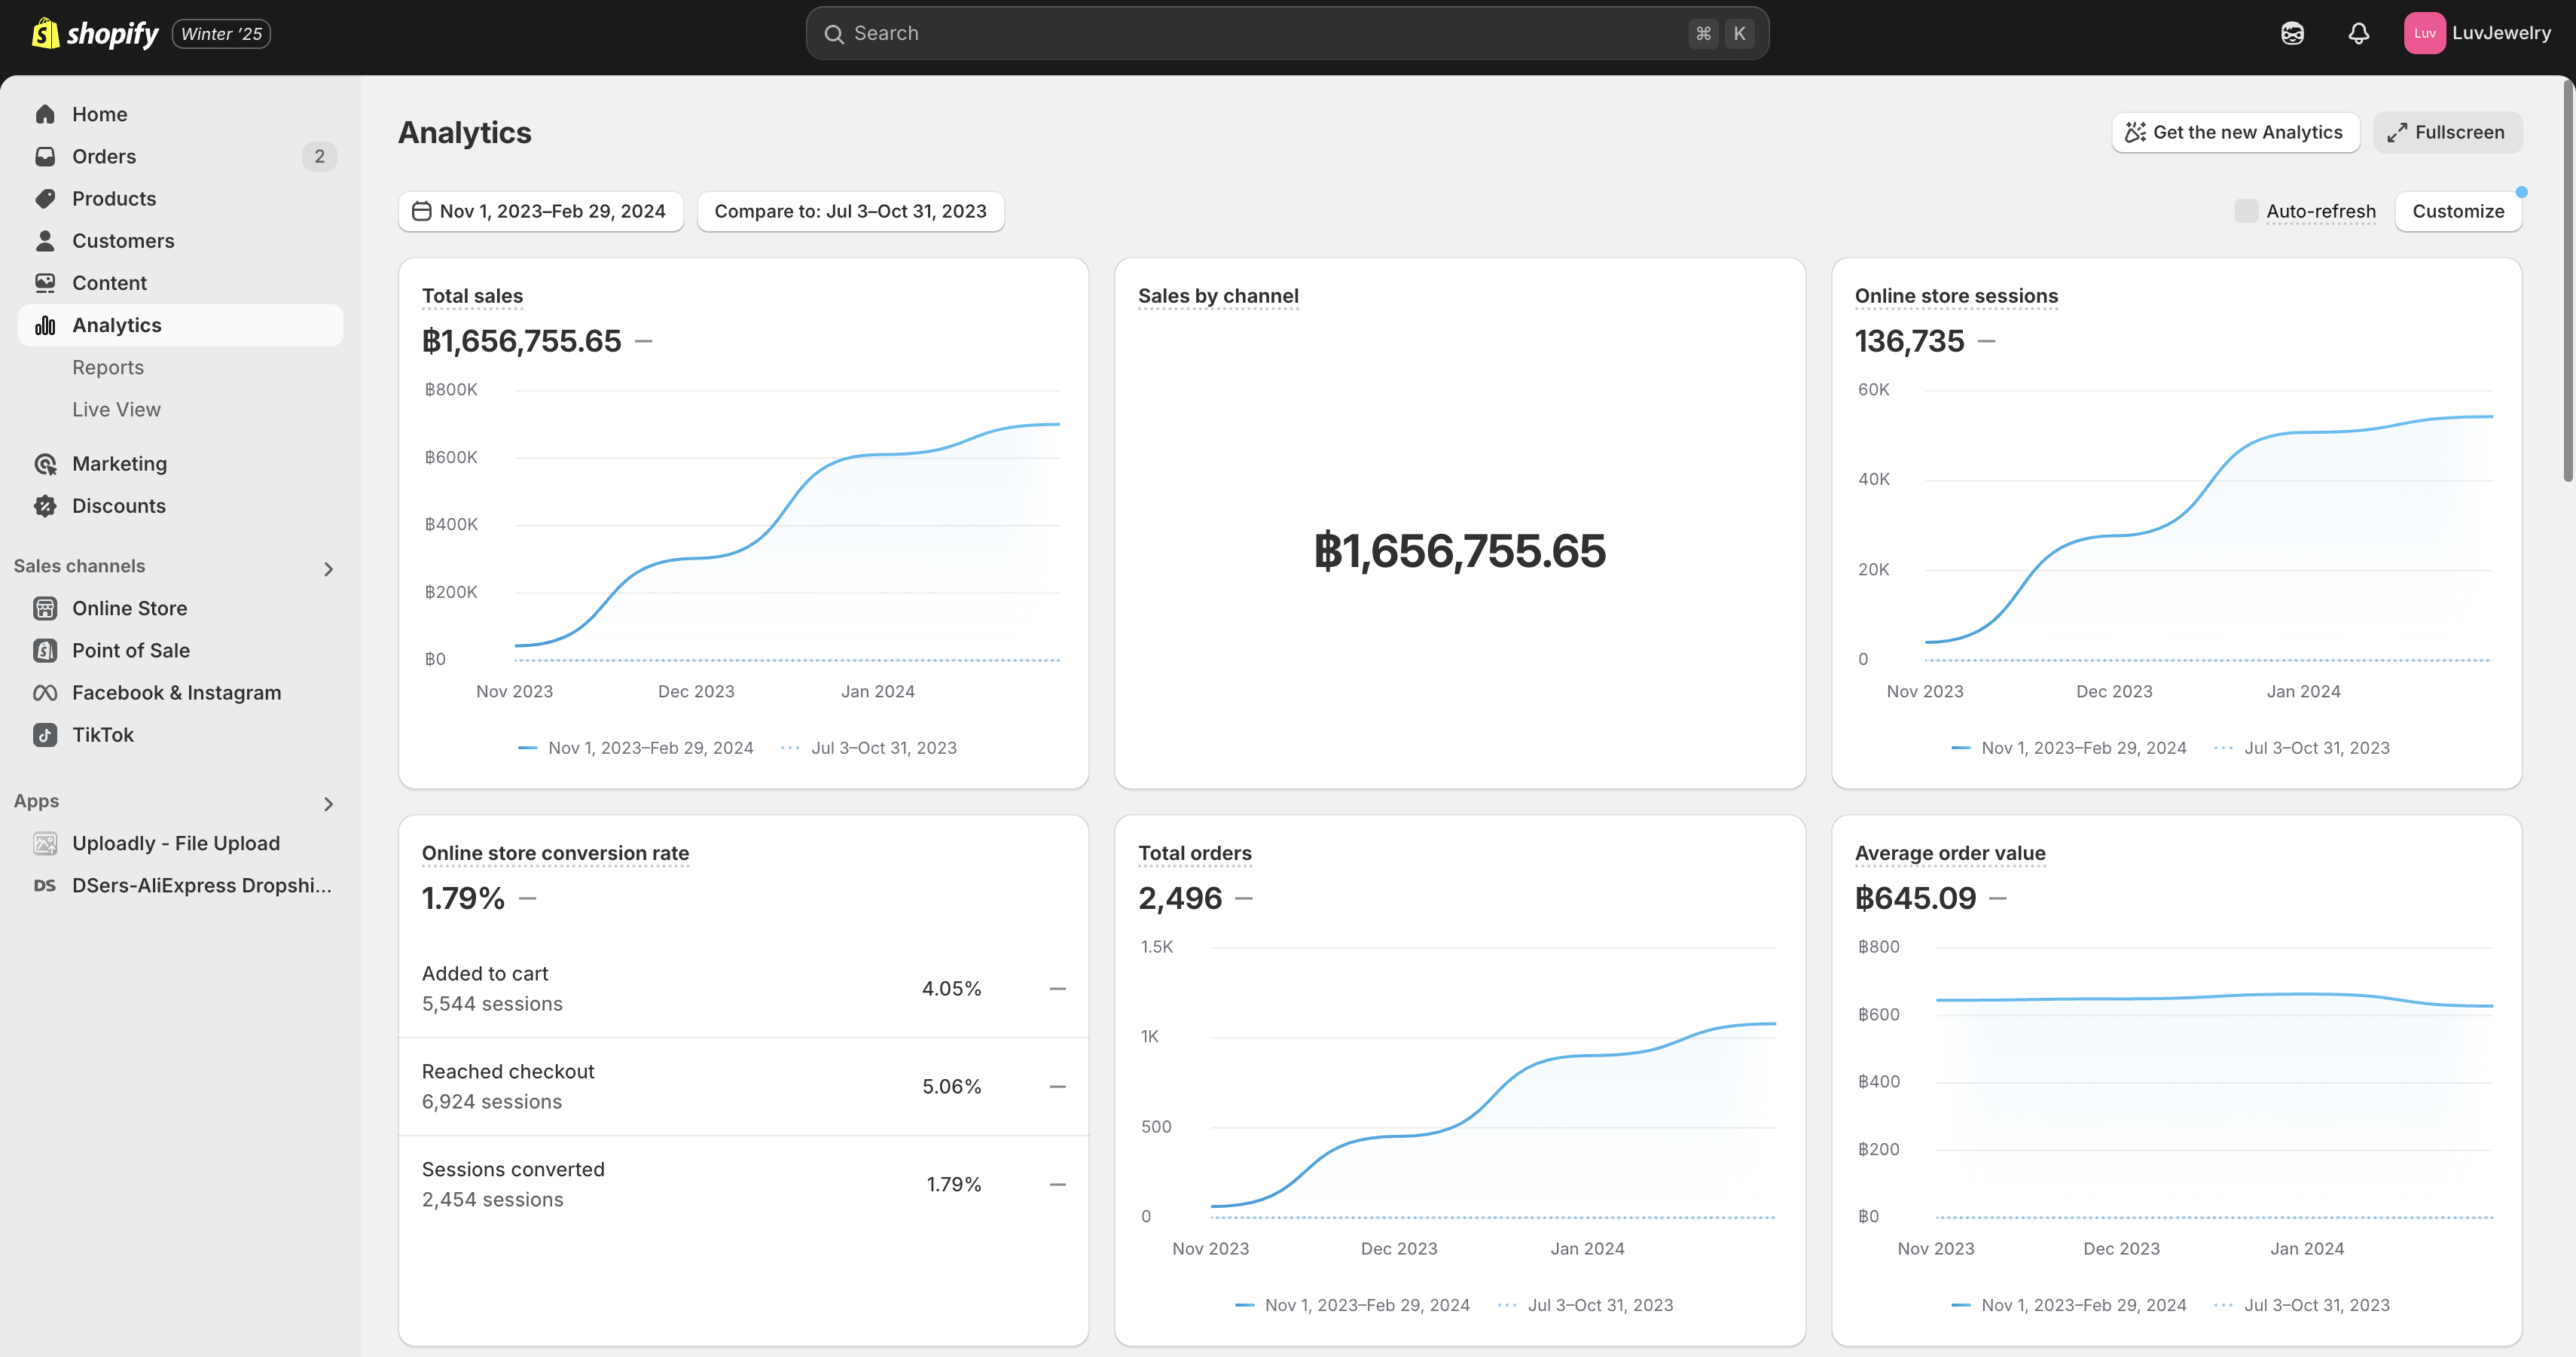 shopify
Winter '25
Search
⌘ K
Luv
LuvJewelry
Home
Orders 2
Products
Customers
Content
Analytics
Reports
Live View
Marketing
Discounts
Sales channels
Online Store
Point of Sale
Facebook & Instagram
TikTok
Apps
Uploadly - File Upload
DS DSers-AliExpress Dropshi...
Analytics
Get the new Analytics
Fullscreen
Nov 1, 2023–Feb 29, 2024
Compare to: Jul 3–Oct 31, 2023
Auto-refresh
Customize
Total sales
฿1,656,755.65 —
฿800K
฿600K
฿400K
฿200K
฿0
Nov 2023 Dec 2023 Jan 2024
Nov 1, 2023–Feb 29, 2024 Jul 3–Oct 31, 2023
Sales by channel
฿1,656,755.65
Online store sessions
136,735 —
60K
40K
20K
0
Nov 2023 Dec 2023 Jan 2024
Nov 1, 2023–Feb 29, 2024 Jul 3–Oct 31, 2023
Online store conversion rate
1.79% —
Added to cart
5,544 sessions
4.05% —
Reached checkout
6,924 sessions
5.06% —
Sessions converted
2,454 sessions
1.79% —
Total orders
2,496 —
1.5K
1K
500
0
Nov 2023 Dec 2023 Jan 2024
Nov 1, 2023–Feb 29, 2024 Jul 3–Oct 31, 2023
Average order value
฿645.09 —
฿800
฿600
฿400
฿200
฿0
Nov 2023 Dec 2023 Jan 2024
Nov 1, 2023–Feb 29, 2024 Jul 3–Oct 31, 2023